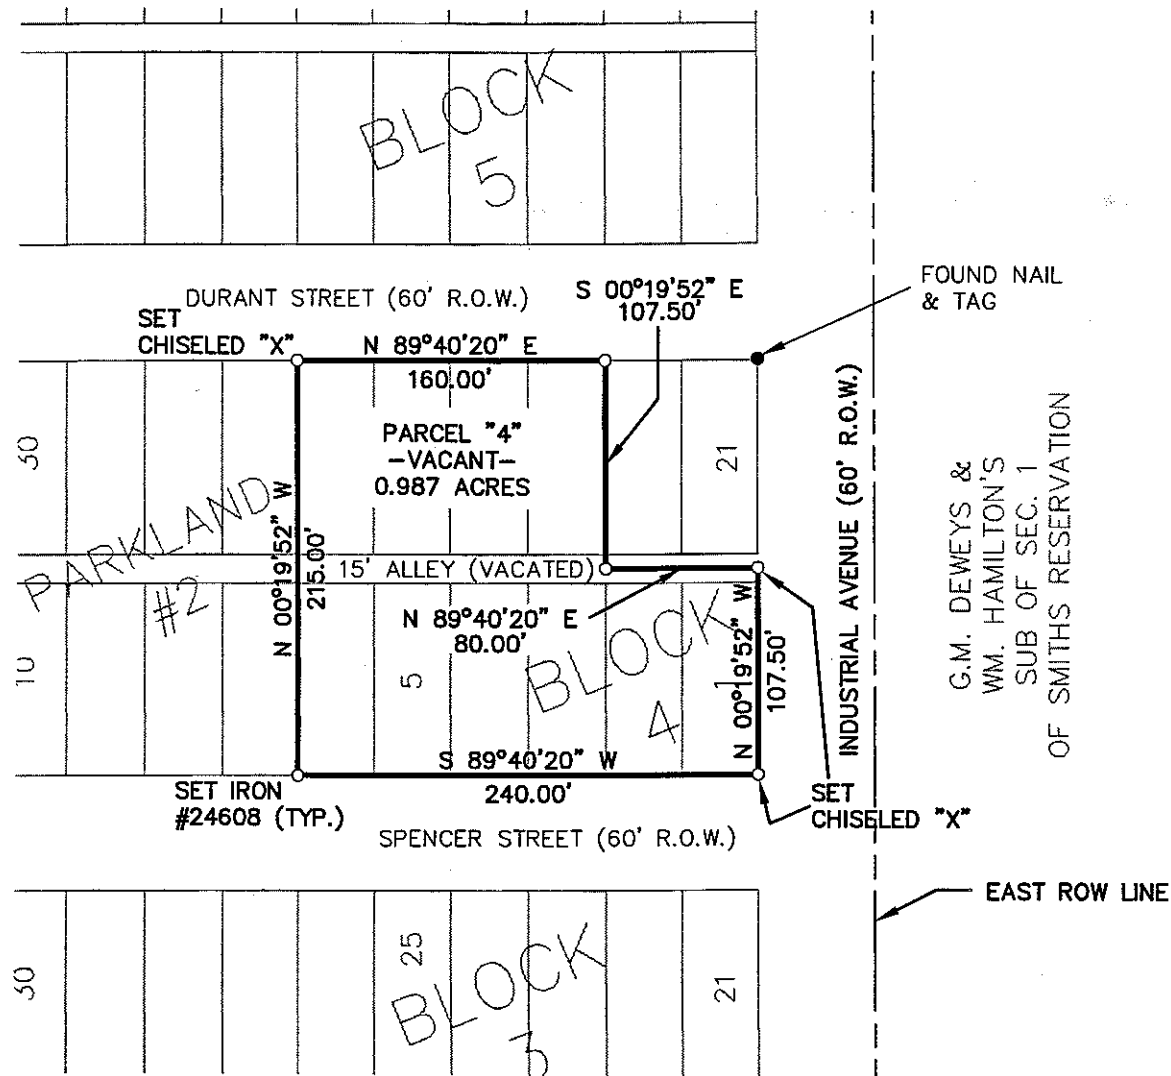 BLOCK
5
DURANT STREET (60' R.O.W.)
S 00°19'52" E
107.50'
FOUND NAIL
& TAG
SET
CHISELED "X"
N 89°40'20" E
160.00'
PARCEL "4"
-VACANT-
0.987 ACRES
30
21
PARKLAND
#2
N 00°19'52" W
215.00'
15' ALLEY (VACATED)
N 89°40'20" E
80.00'
INDUSTRIAL AVENUE (60' R.O.W.)
G.M. DEWEYS &
WM. HAMILTON'S
SUB OF SEC. 1
OF SMITHS RESERVATION
10
5
BLOCK
4
1
N 00°19'52" W
107.50'
S 89°40'20" W
240.00'
SET IRON
#24608 (TYP.)
SET
CHISELED "X"
SPENCER STREET (60' R.O.W.)
EAST ROW LINE
30
25
BLOCK
3
21